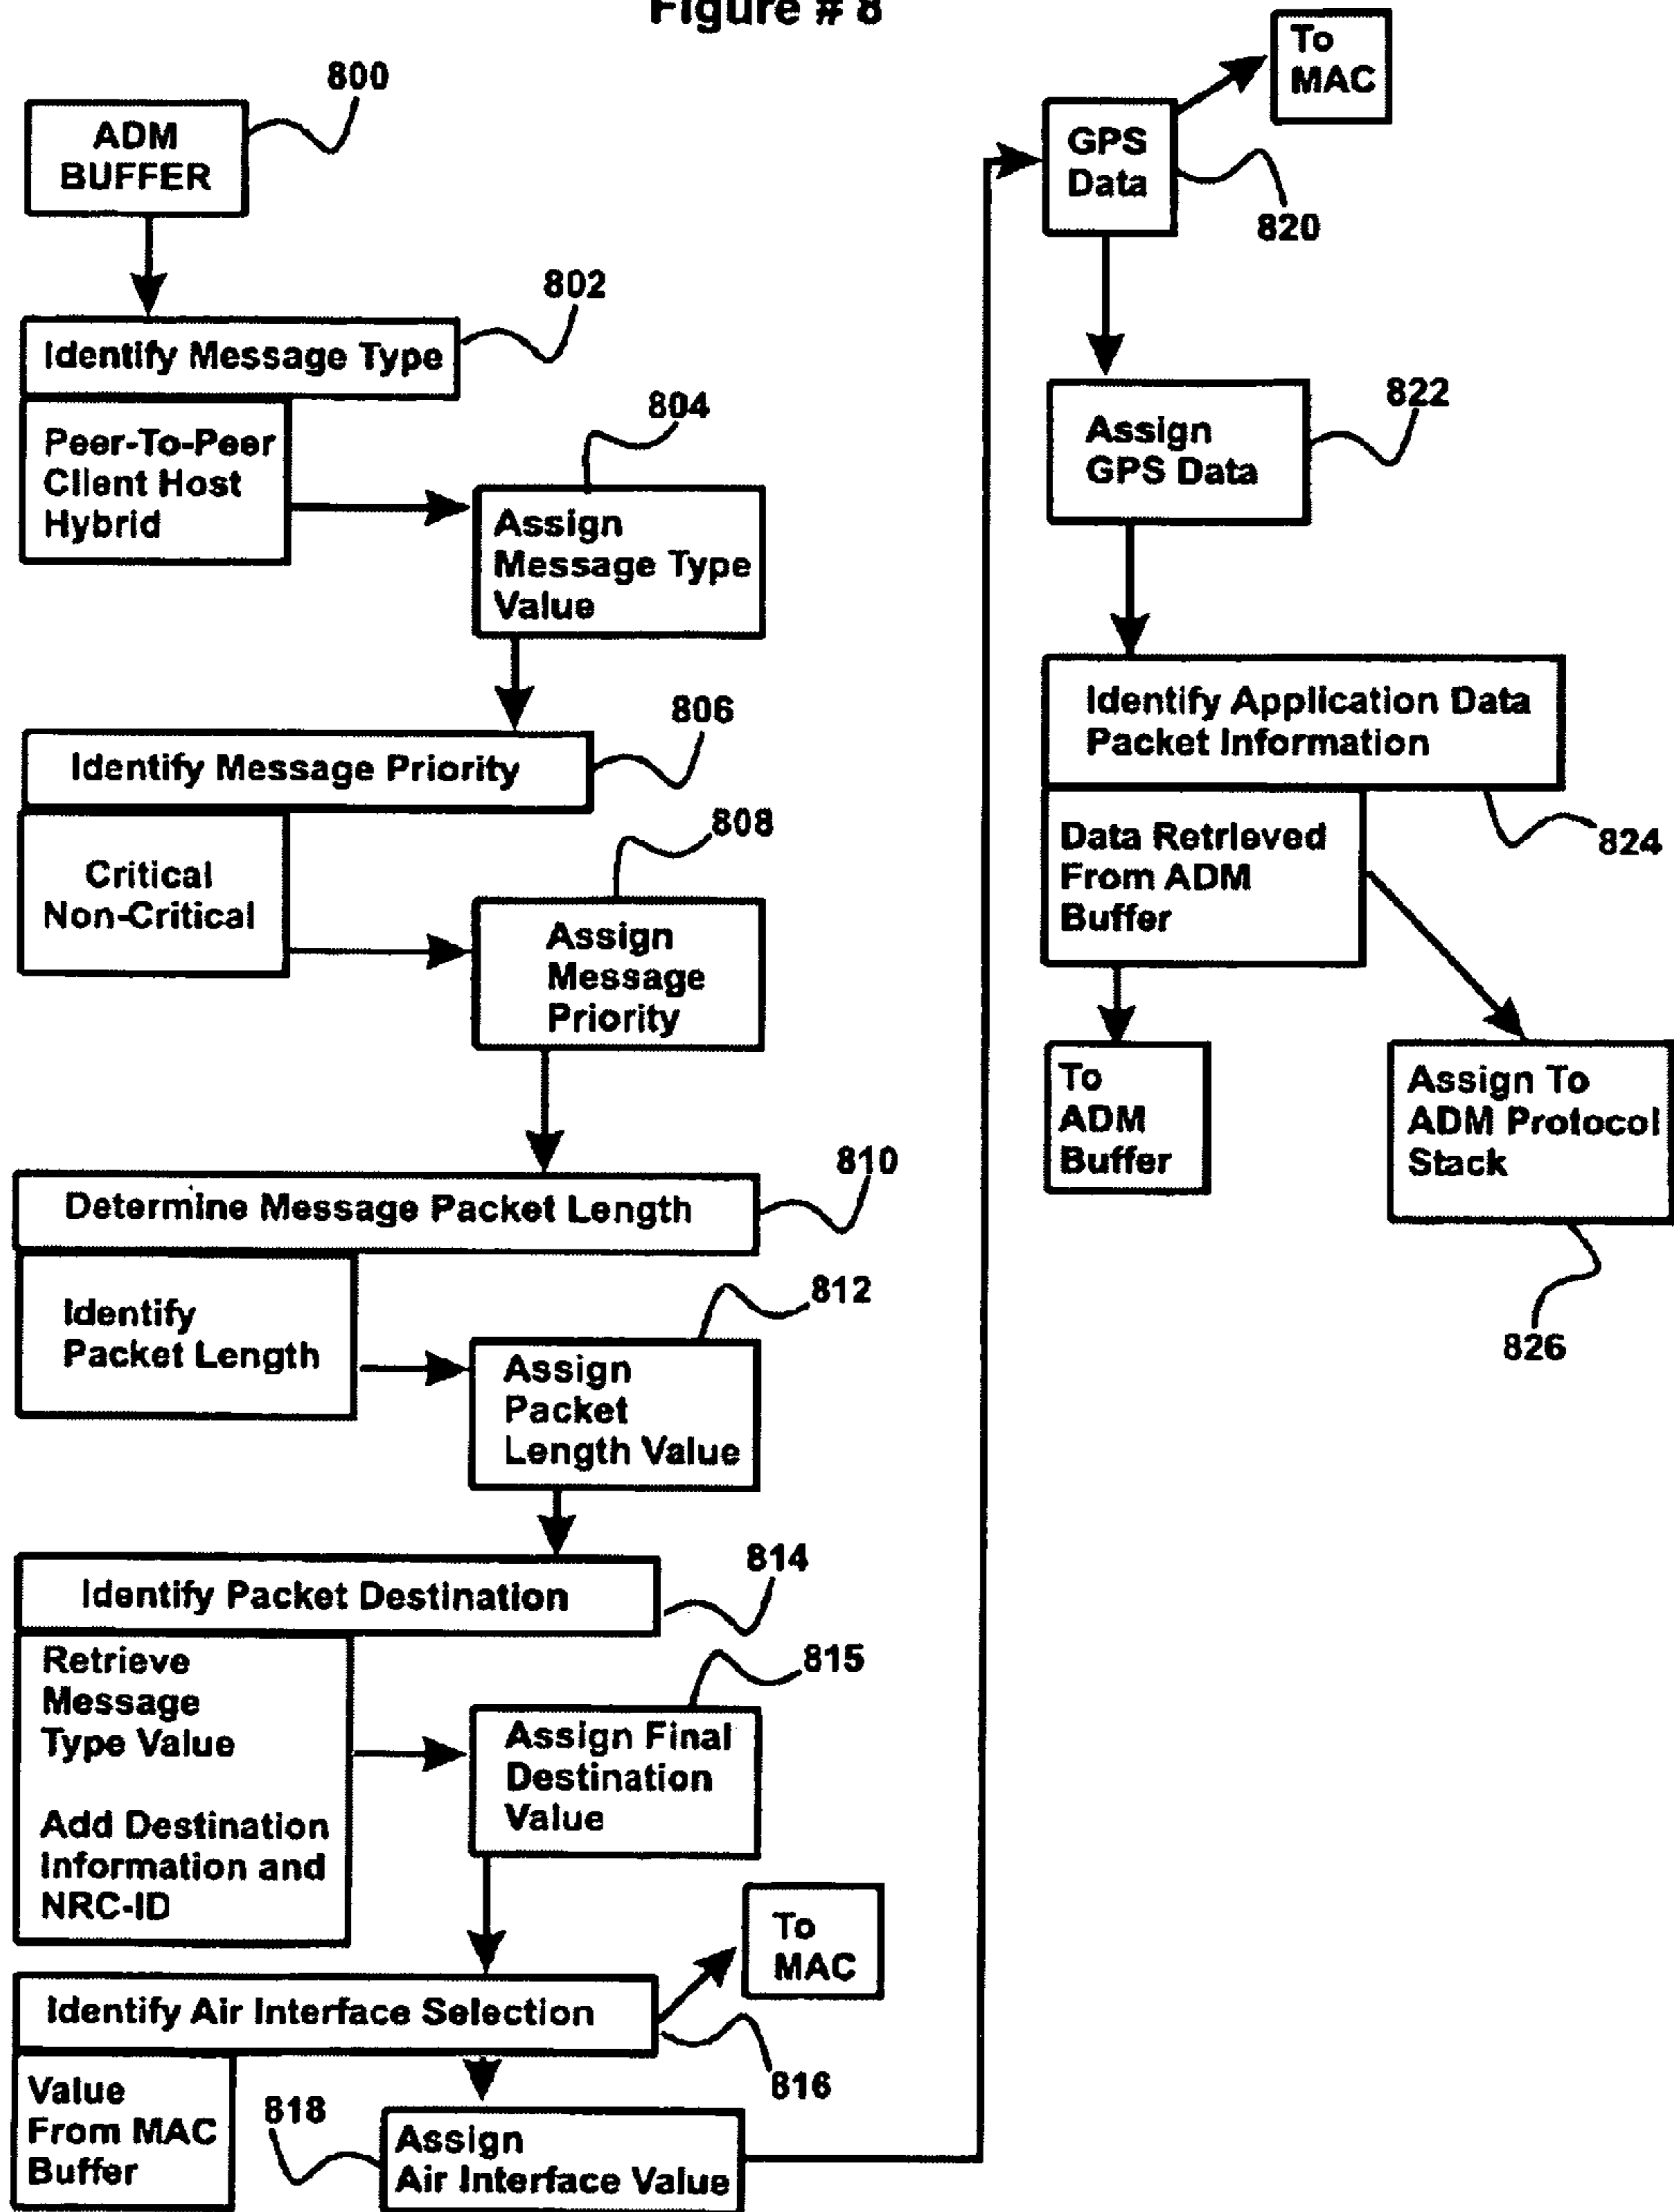 Figure # 8
800
ADM
BUFFER
802
Identify Message Type
Peer-To-Peer
Client Host
Hybrid
804
Assign
Message Type
Value
806
Identify Message Priority
Critical
Non-Critical
808
Assign
Message
Priority
810
Determine Message Packet Length
Identify
Packet Length
812
Assign
Packet
Length Value
814
Identify Packet Destination
Retrieve
Message
Type Value
Add Destination
Information and
NRC-ID
815
Assign Final
Destination
Value
To
MAC
Identify Air Interface Selection
816
Value
From MAC
Buffer
818
Assign
Air Interface Value
To
MAC
GPS
Data
820
822
Assign
GPS Data
Identify Application Data
Packet Information
824
Data Retrieved
From ADM
Buffer
To
ADM
Buffer
Assign To
ADM Protocol
Stack
826